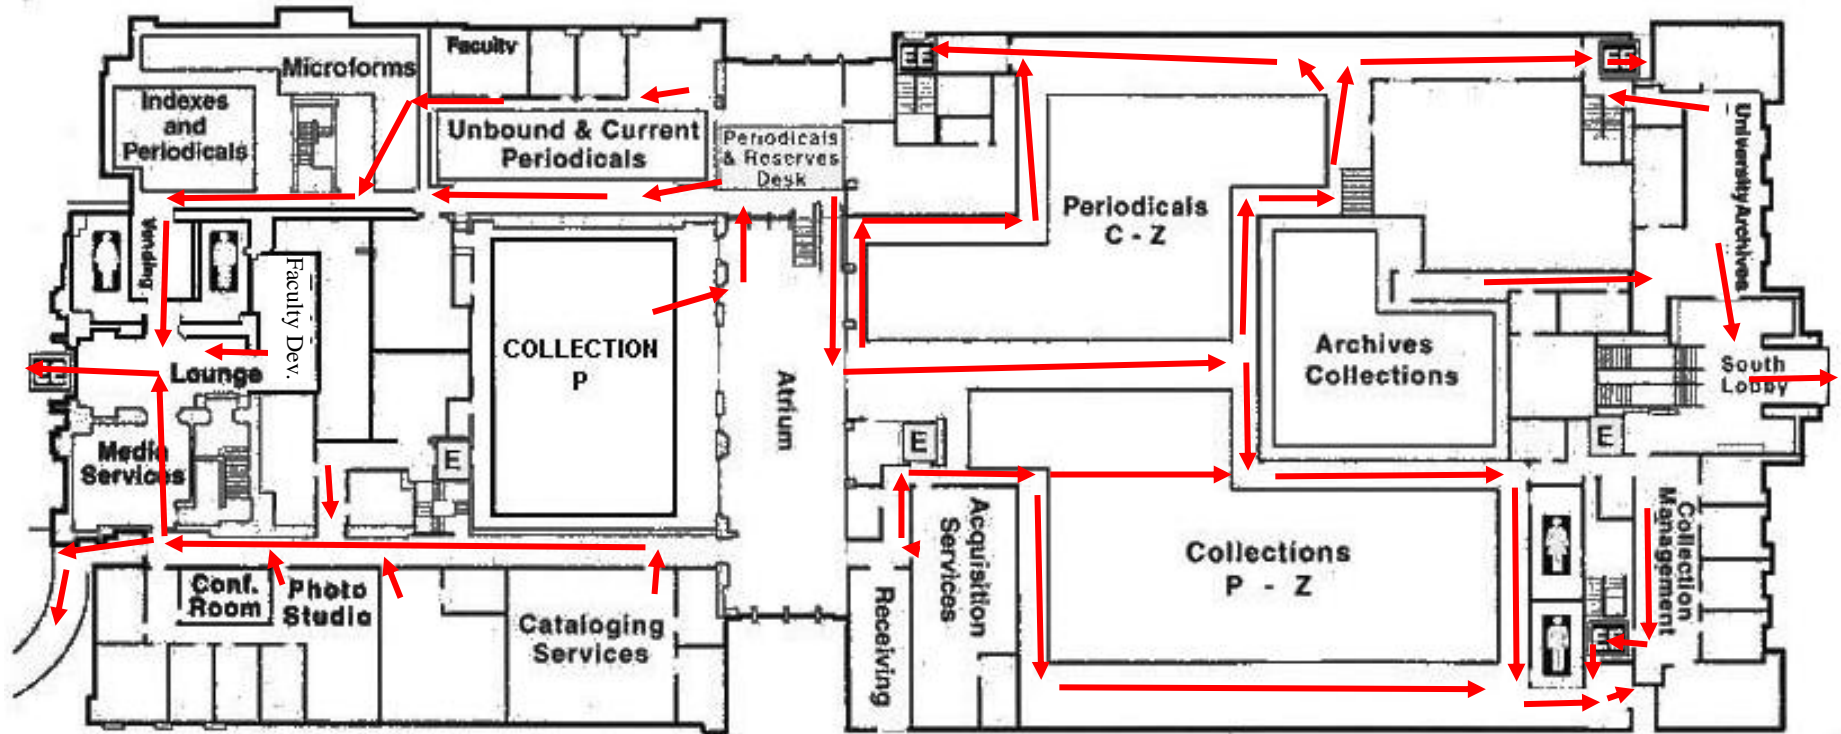 Faculty
Microforms
Indexes
and
Periodicals
Unbound & Current
Periodicals
Periodicals
& Reserves
Desk
Vending
Faculty Dev.
Lounge
Media
Services
E
COLLECTION
P
Atrium
Conf.
Room
Photo
Studio
Cataloging
Services
Periodicals
C - Z
Archives
Collections
University Archives
South
Lobby
E
E
Receiving
Acquisition
Services
Collections
P - Z
Collection
Management